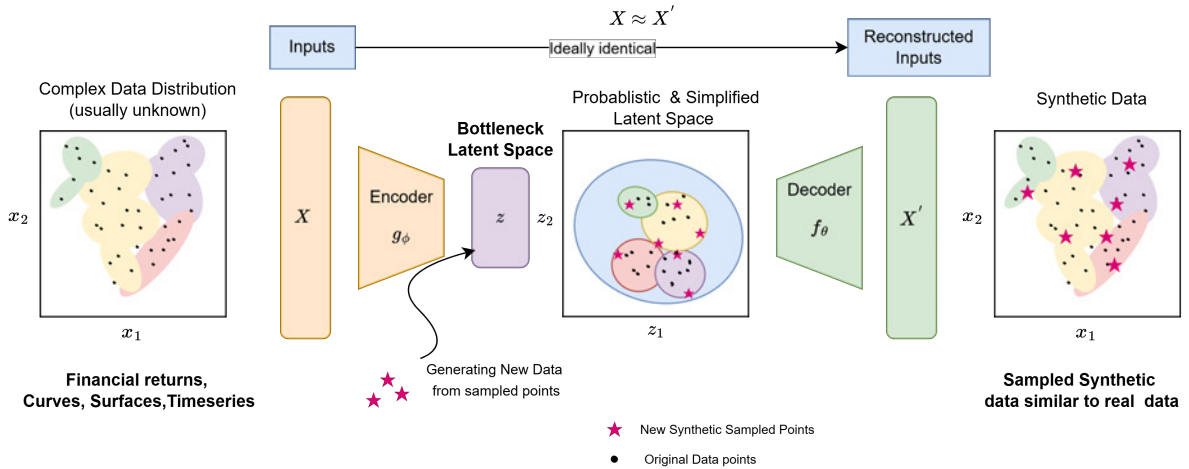 X ≈ X′
Inputs
Ideally identical
Reconstructed
Inputs
Complex Data Distribution
(usually unknown)
Bottleneck
Latent Space
Probablistic & Simplified
Latent Space
Synthetic Data
x₂
X
Encoder
gϕ
z
z₂
Decoder
fθ
X′
x₂
x₁
z₁
x₁
Financial returns,
Curves, Surfaces,Timeseries
Generating New Data
from sampled points
Sampled Synthetic
data similar to real data
New Synthetic Sampled Points
Original Data points